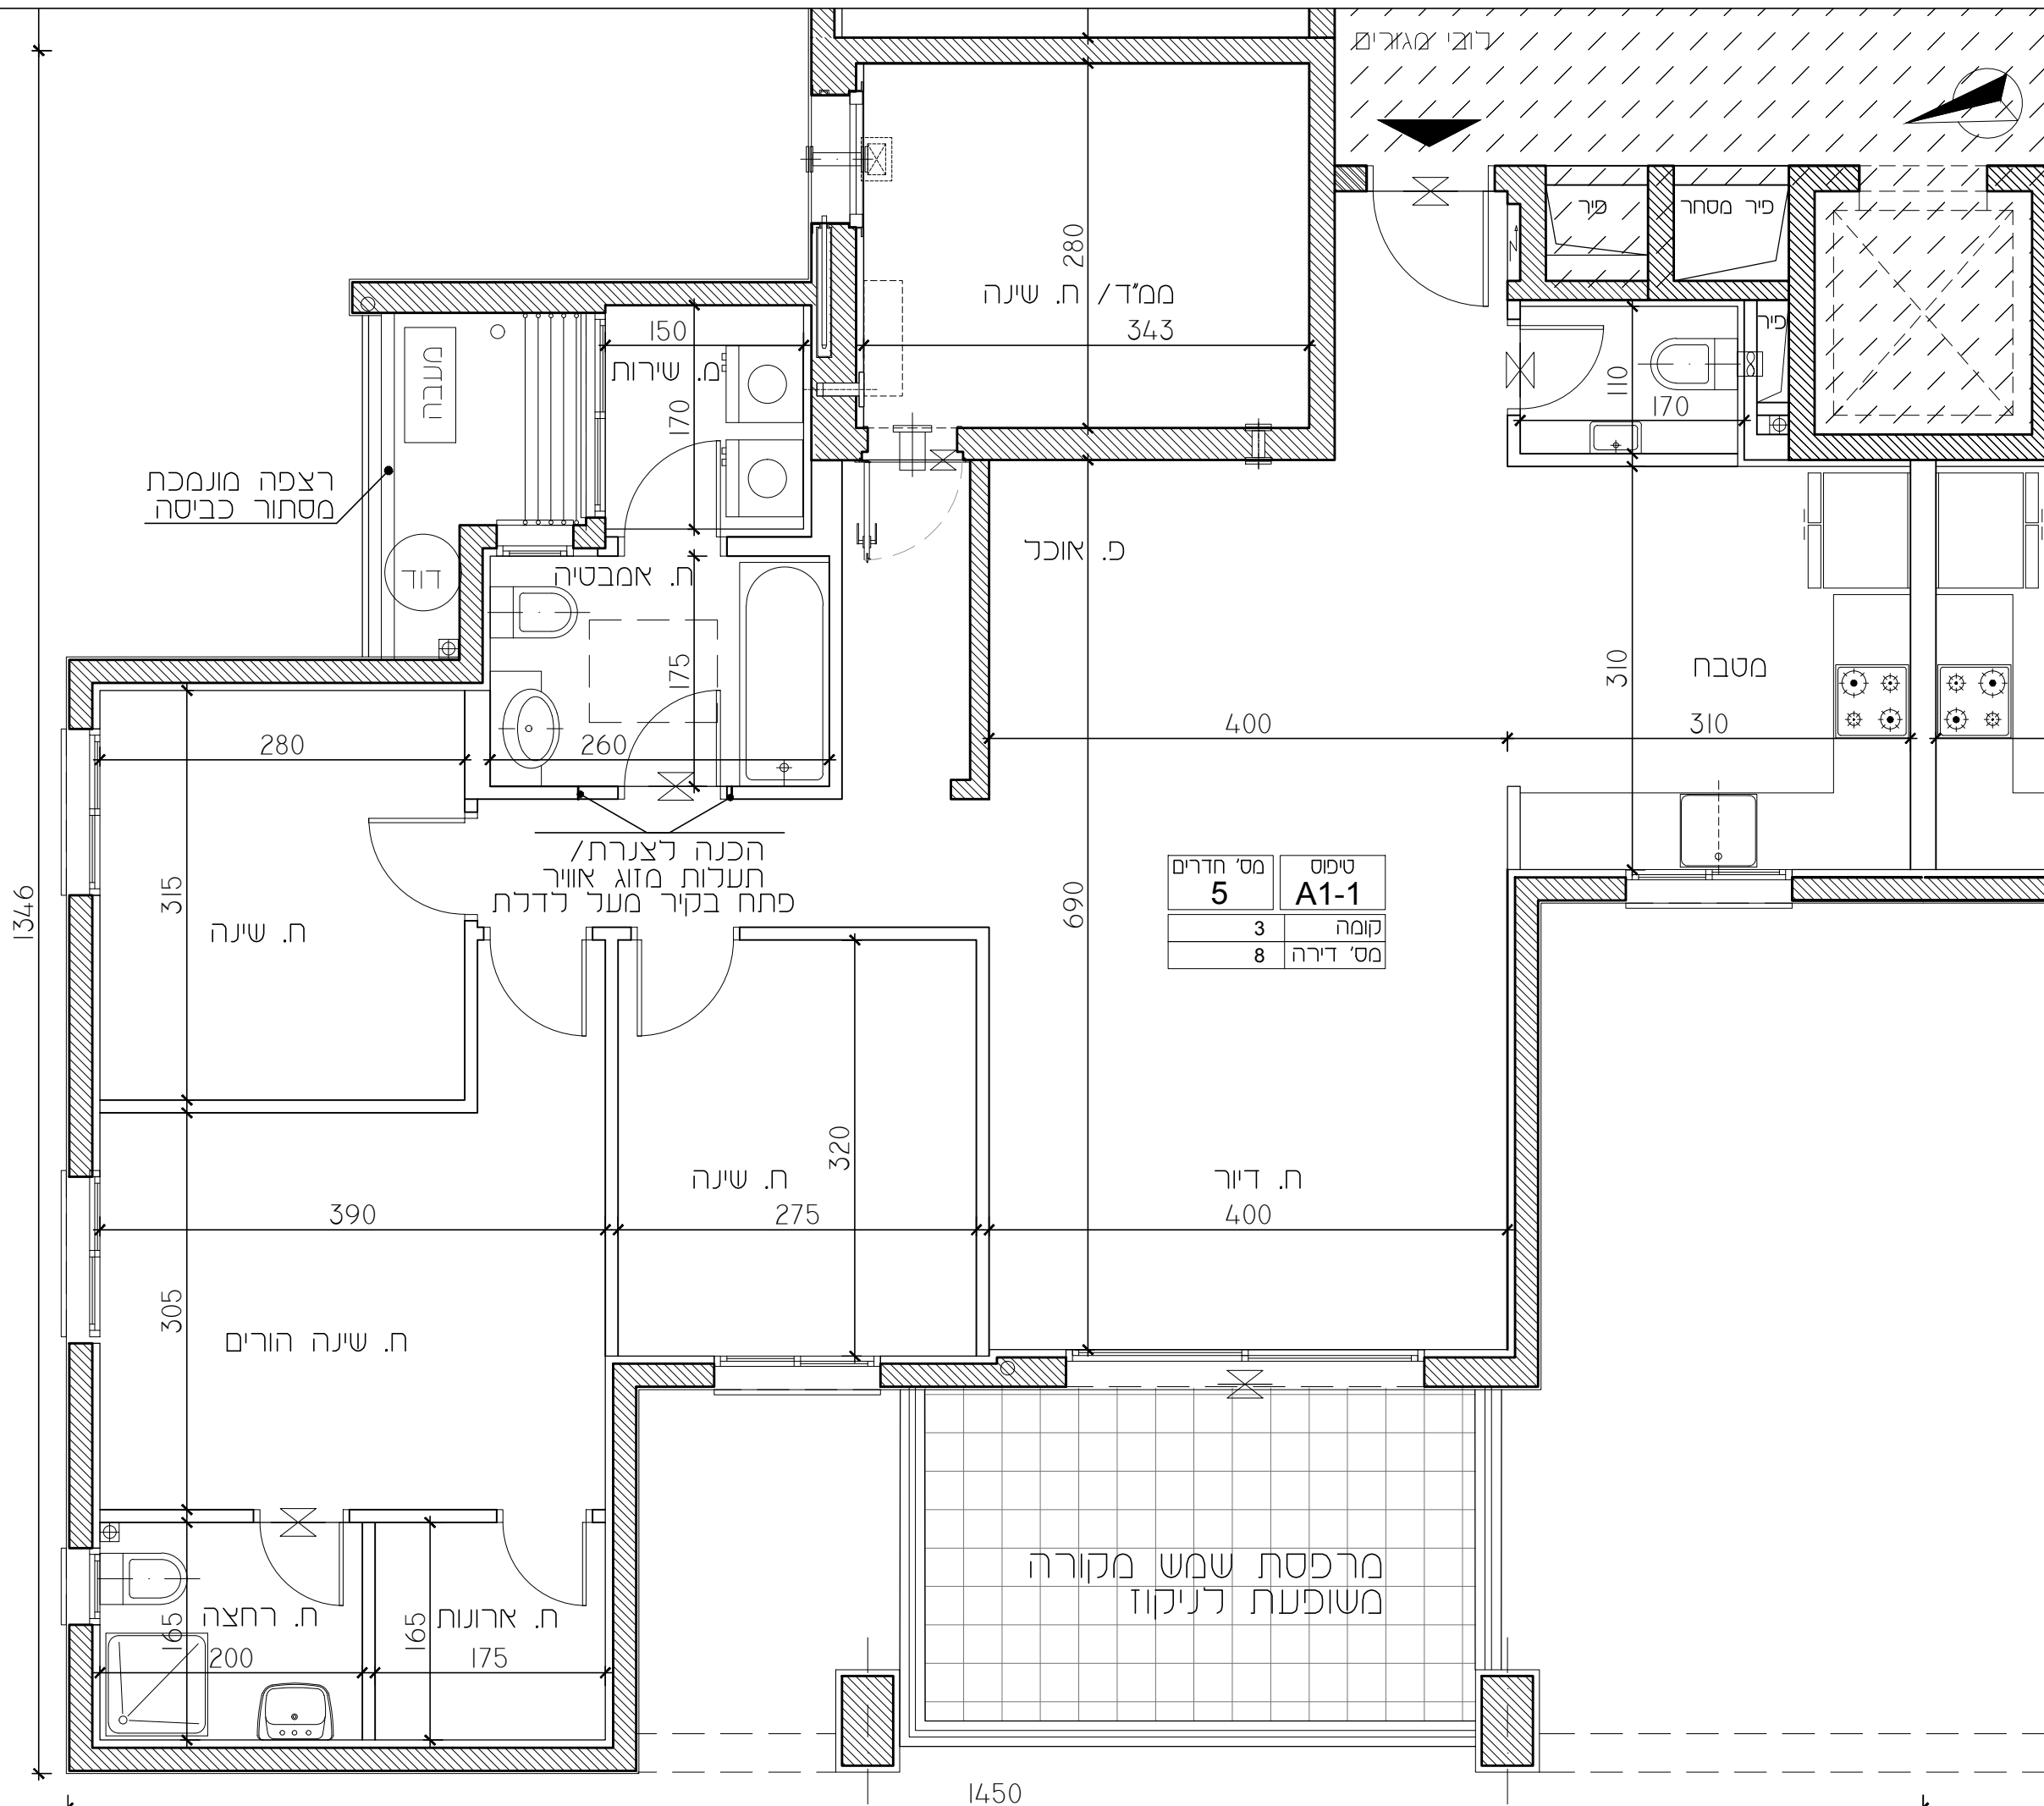 לובי מגורים
פיר
פיר מסחר
פיר
280
ממ"ד/ ח. שינה
343
150
מ. שירות
170
מעבה
110
170
רצפה מונמכת
מסתור כביסה
דוד
ח. אמבטיה
175
260
פ. אוכל
מטבח
310
400
310
280
הכנה לצנרת/
תעלות מזוג אוויר
פתח בקיר מעל לדלת
315
ח. שינה
1346
690
טיפוס
A1-1
מס' חדרים
5
קומה 3
מס' דירה 8
320
ח. שינה
275
ח. דיור
400
390
305
ח. שינה הורים
מרפסת שמש מקורה
משופעת לניקוז
ח. רחצה
165
200
ח. ארונות
165
175
1450